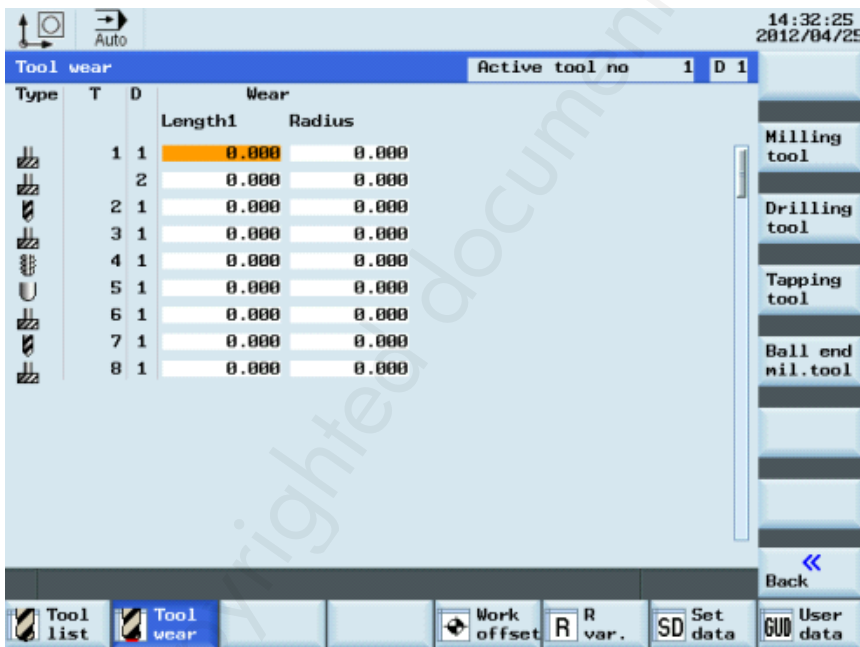 14:32:25
Auto
2012/04/25
Tool wear Active tool no 1 D 1
Type T D Wear
Length1 Radius
1 1 0.000 0.000
2 0.000 0.000
2 1 0.000 0.000
3 1 0.000 0.000
4 1 0.000 0.000
5 1 0.000 0.000
6 1 0.000 0.000
7 1 0.000 0.000
8 1 0.000 0.000
Milling
tool
Drilling
tool
Tapping
tool
Ball end
mil.tool
«
Back
Tool
list
Tool
wear
Work
offset
R R
var.
SD Set
data
GUD User
data
yrighted document